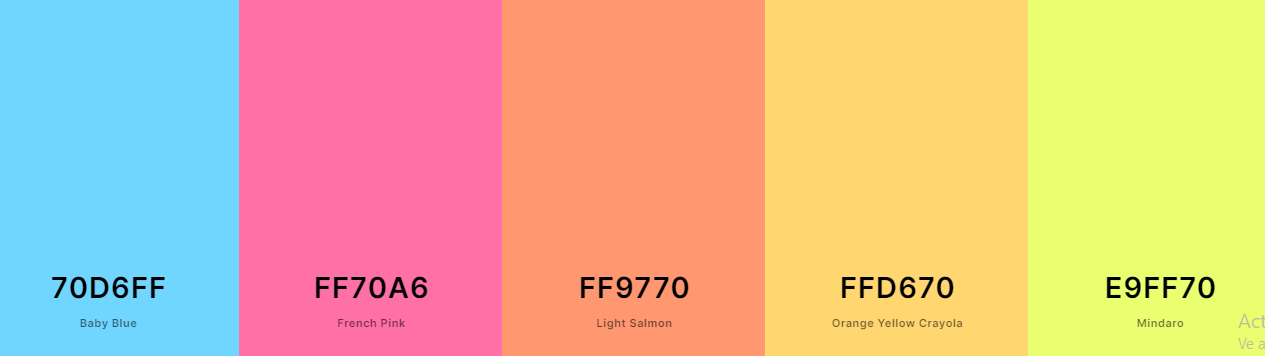 70D6FF
Baby Blue
FF70A6
French Pink
FF9770
Light Salmon
FFD670
Orange Yellow Crayola
E9FF70
Mindaro
Act
Ve a